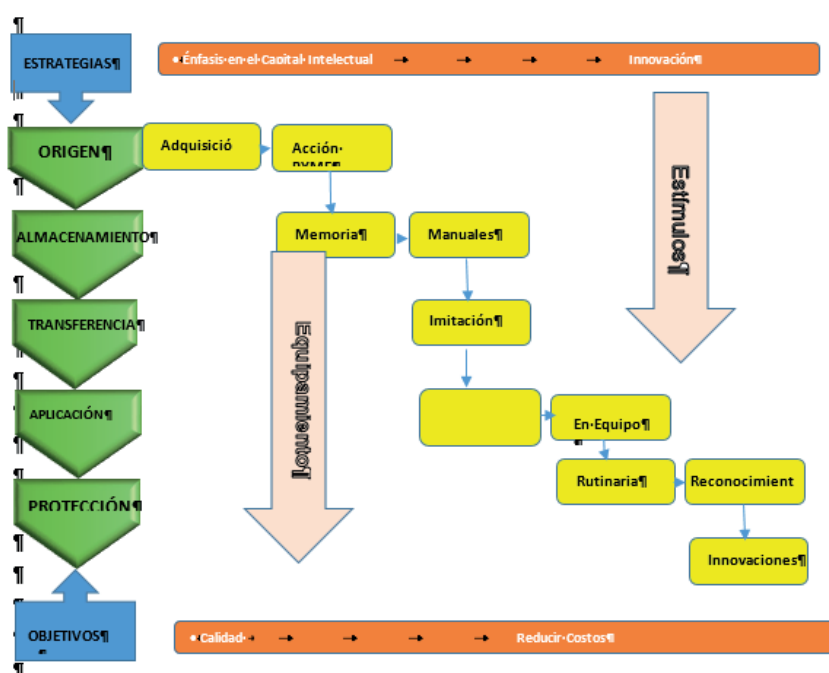 ESTRATEGIAS¶
•Énfasis·en·el·Capital·Intelectual → → → → Innovación¶
ORIGEN¶
Adquisició
Acción·
PYME¶
ALMACENAMIENTO¶
Memoria¶
Manuales¶
Estímulos¶
TRANSFERENCIA¶
Imitación¶
Equipamiento¶
APLICACIÓN¶
En·Equipo¶
¶
PROTECCIÓN¶
Rutinaria¶
Reconocimient
Innovaciones¶
OBJETIVOS¶
•Calidad· → → → → → Reducir·Costos¶